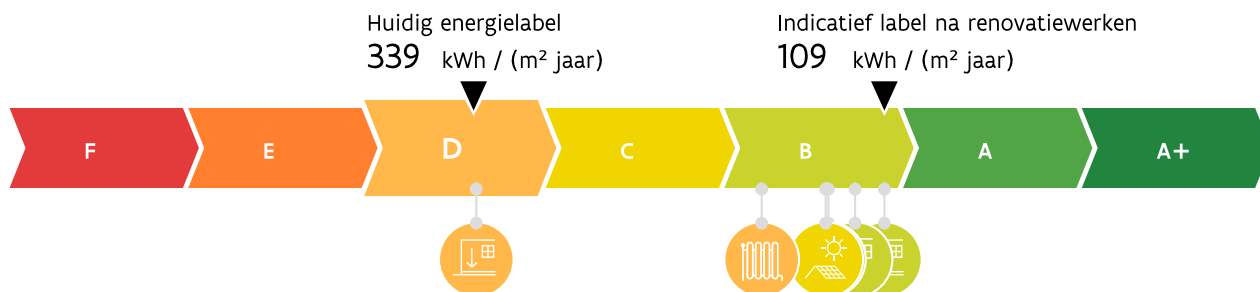 Huidig energielabel
339 kWh / (m² jaar)
Indicatief label na renovatiewerken
109 kWh / (m² jaar)
F E D C B A A+